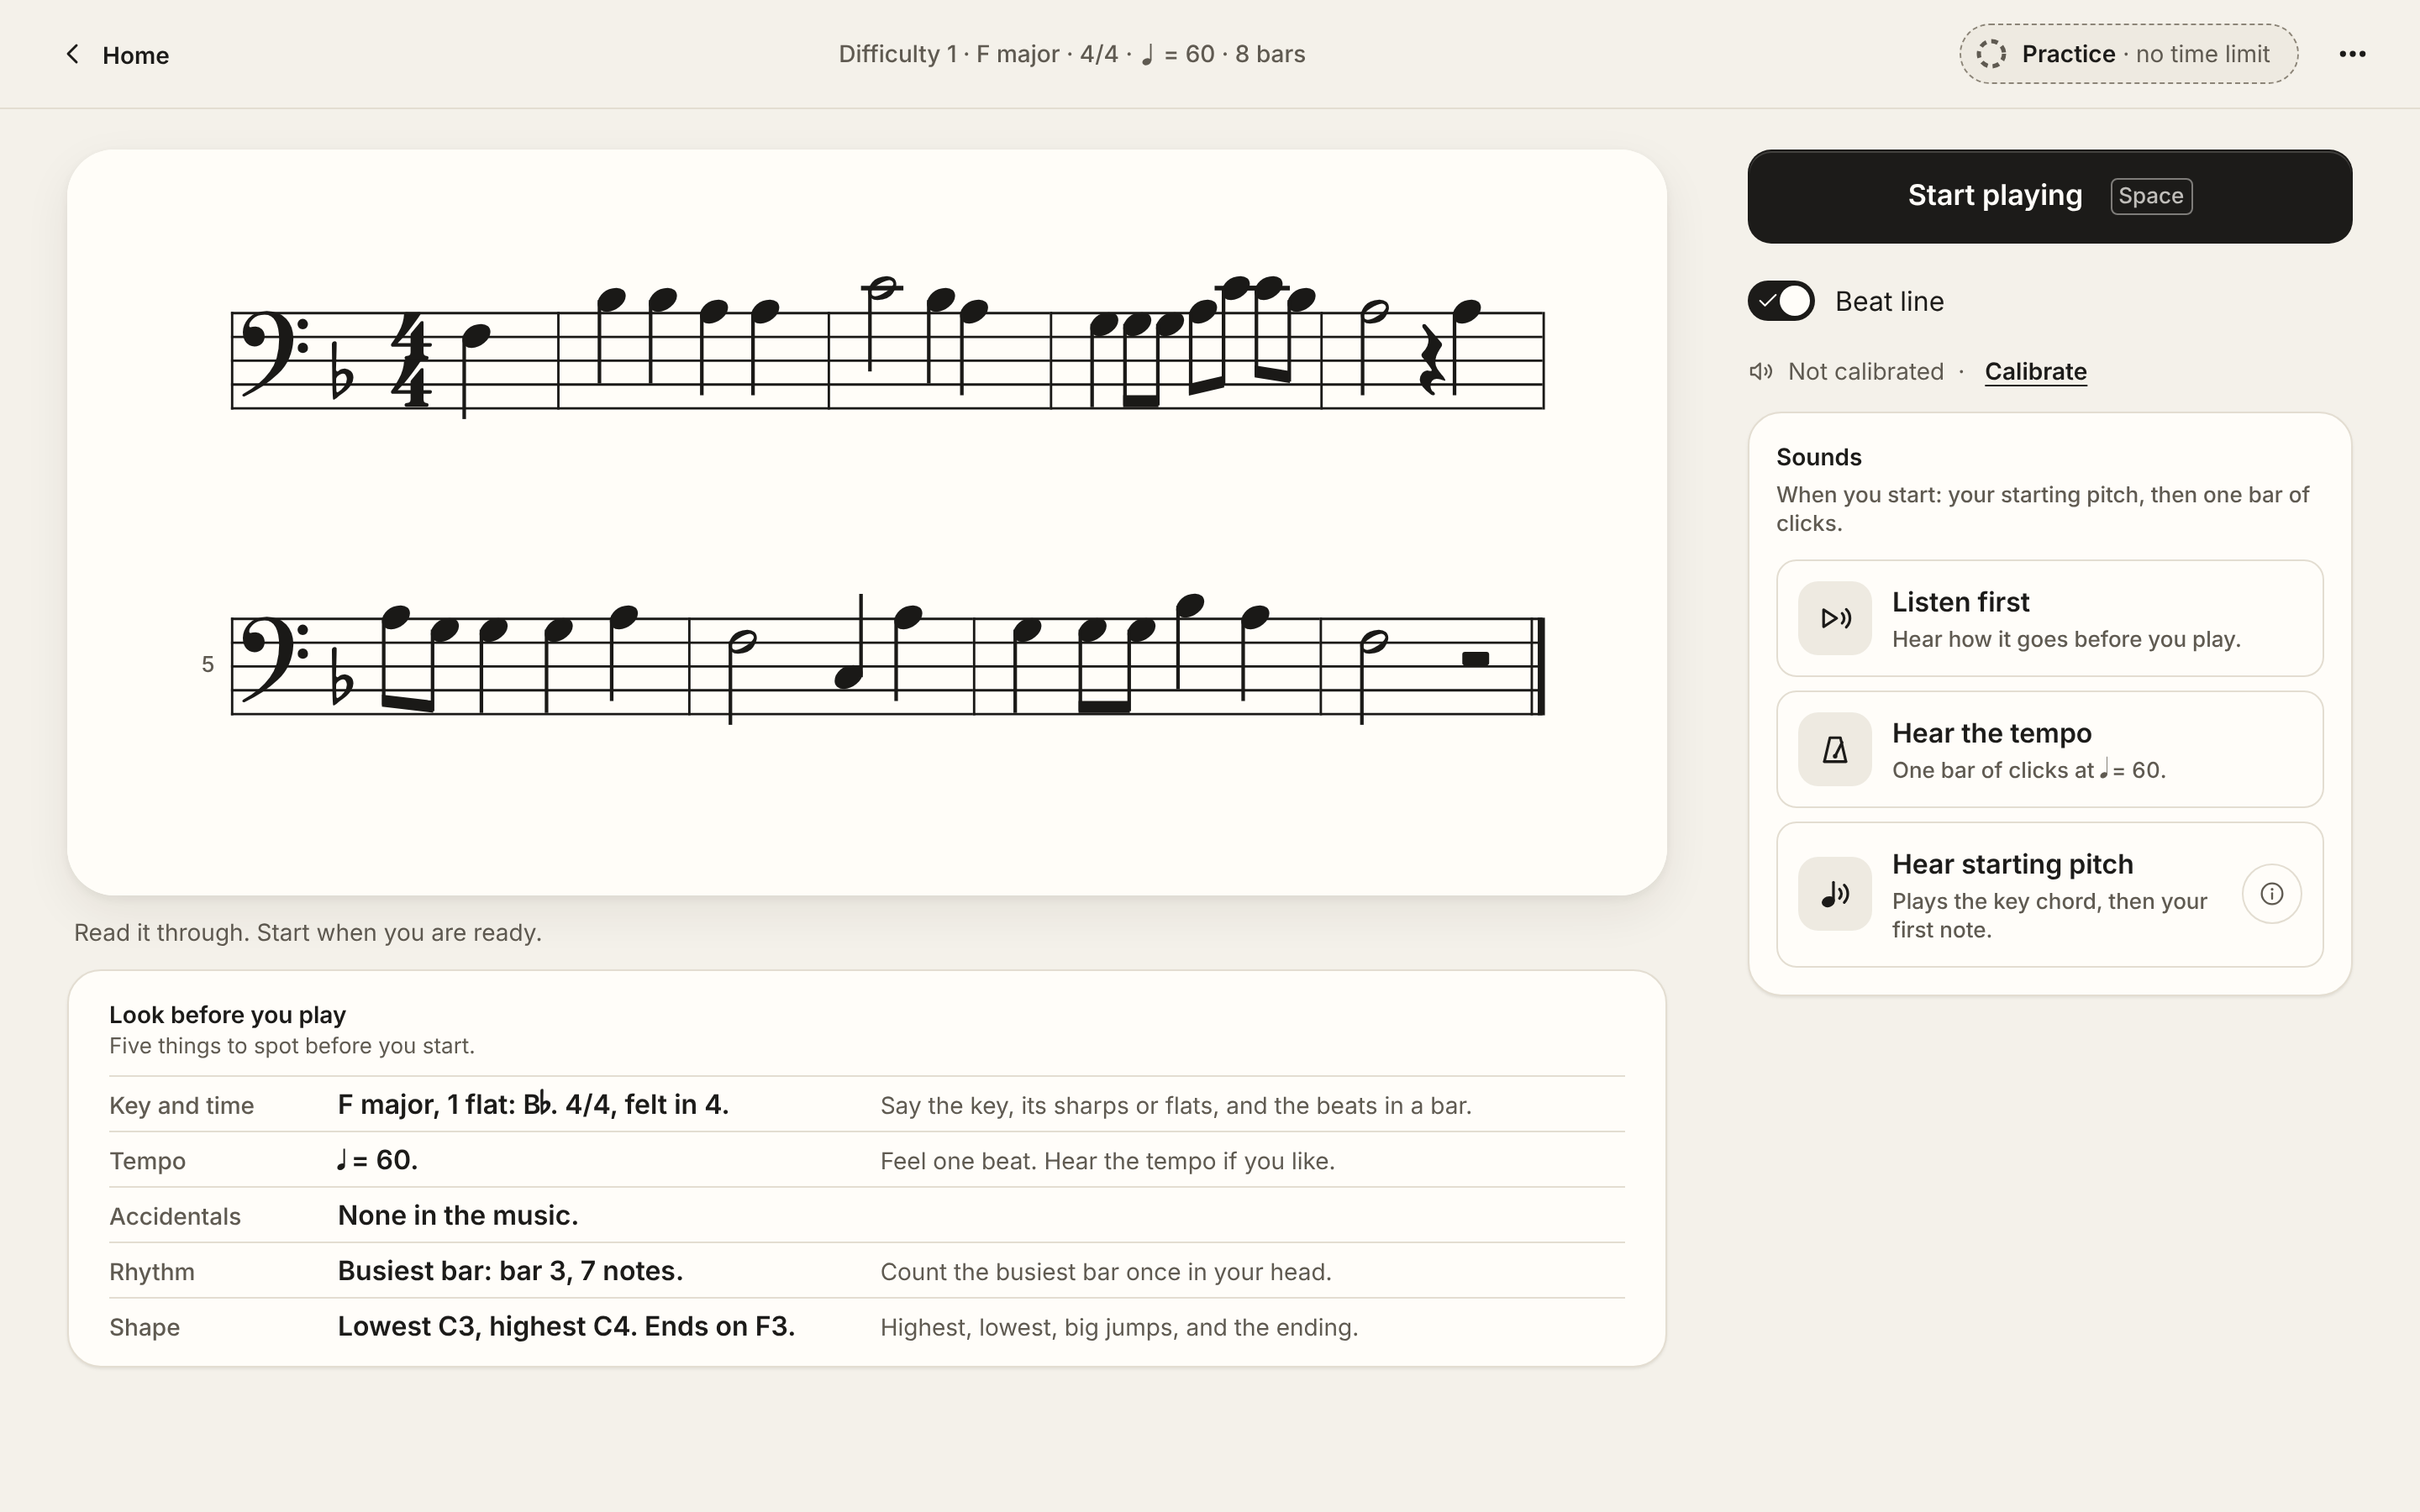 Home
Difficulty 1 · F major · 4/4 · ♩ = 60 · 8 bars
Practice · no time limit
Start playing Space
Beat line
Not calibrated · Calibrate
Sounds
When you start: your starting pitch, then one bar of
clicks.
Listen first
Hear how it goes before you play.
Hear the tempo
One bar of clicks at ♩ = 60.
Hear starting pitch
Plays the key chord, then your
first note.
4
4
5
Read it through. Start when you are ready.
Look before you play
Five things to spot before you start.
Key and time F major, 1 flat: B♭. 4/4, felt in 4. Say the key, its sharps or flats, and the beats in a bar.
Tempo ♩ = 60. Feel one beat. Hear the tempo if you like.
Accidentals None in the music.
Rhythm Busiest bar: bar 3, 7 notes. Count the busiest bar once in your head.
Shape Lowest C3, highest C4. Ends on F3. Highest, lowest, big jumps, and the ending.